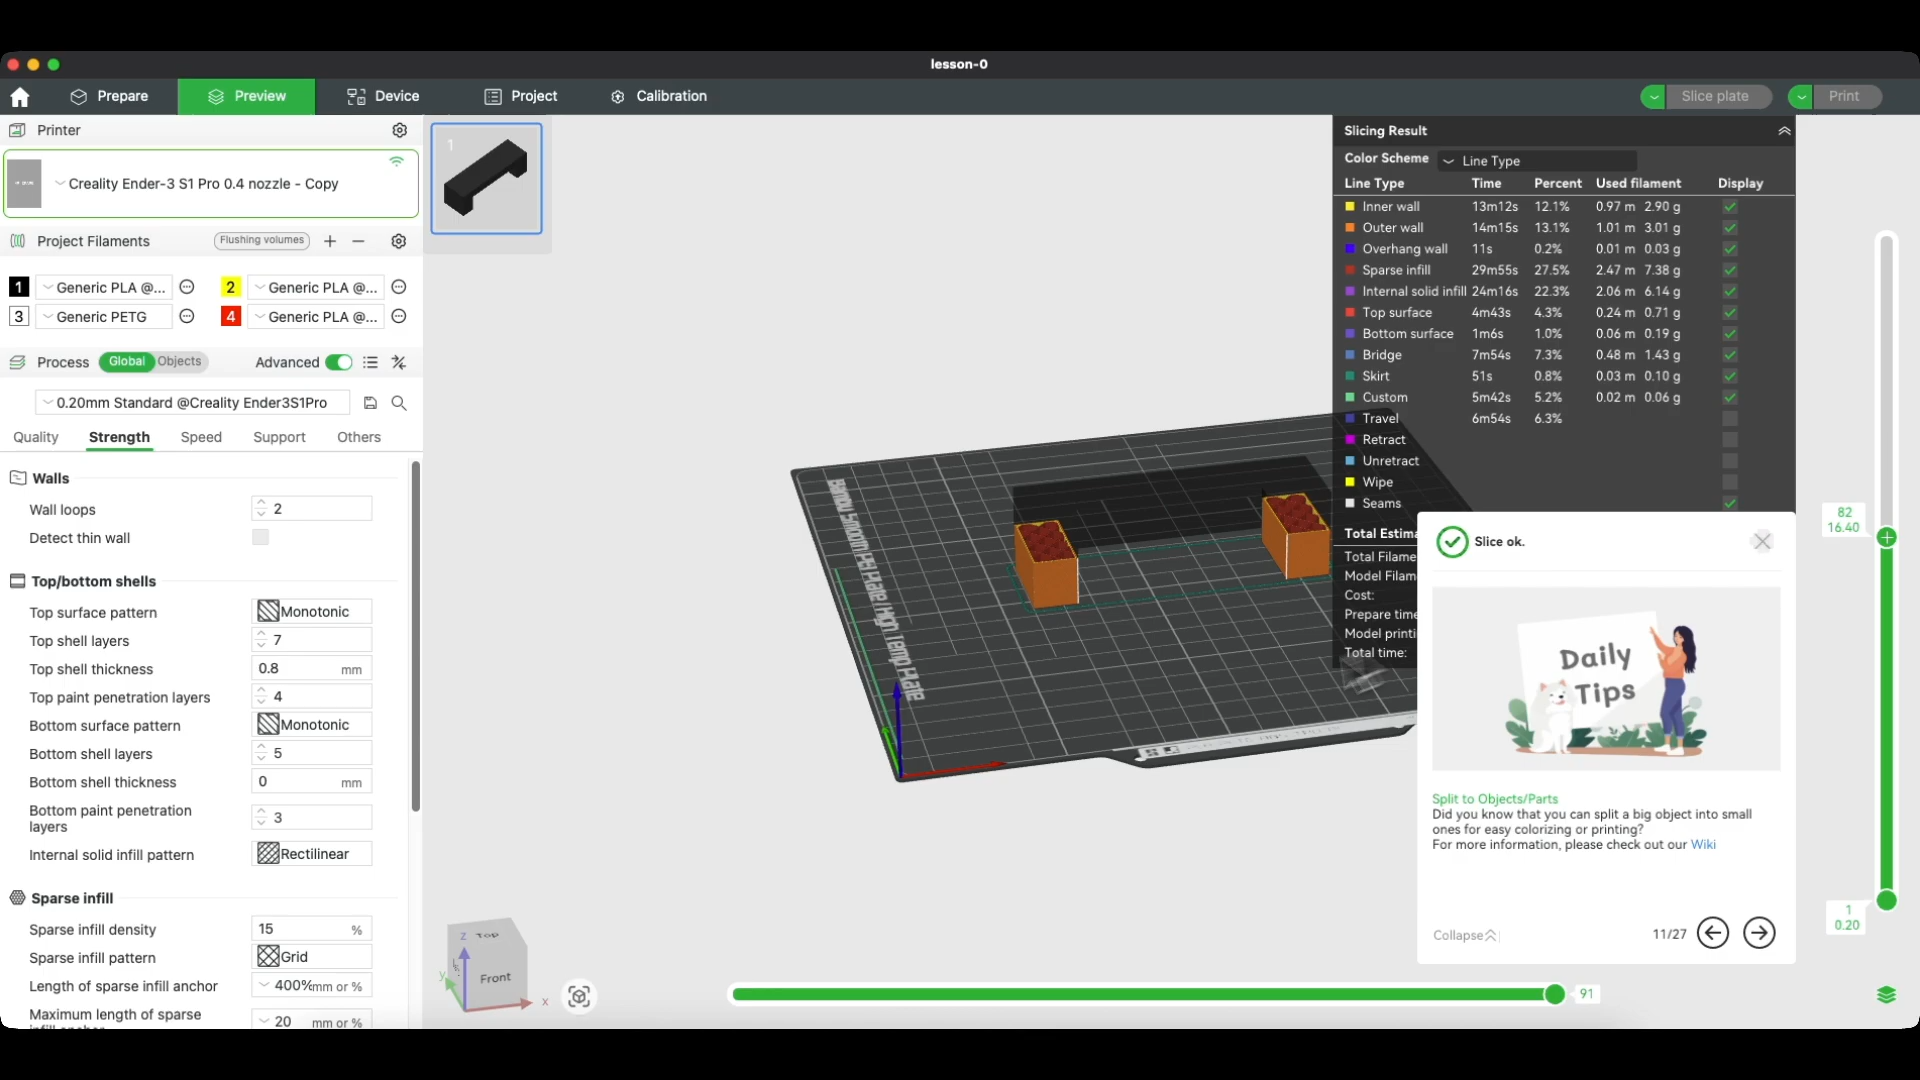 lesson-0
Prepare
Preview
Device
Project
Calibration
Slice plate
Print
Printer
Creality Ender-3 S1 Pro 0.4 nozzle - Copy
Project Filaments
Flushing volumes
1 Generic PLA @...
2 Generic PLA @...
3 Generic PETG
4 Generic PLA @...
Process
Global
Objects
Advanced
0.20mm Standard @Creality Ender3S1Pro
Quality
Strength
Speed
Support
Others
Walls
Wall loops 2
Detect thin wall
Top/bottom shells
Top surface pattern Monotonic
Top shell layers 7
Top shell thickness 0.8 mm
Top paint penetration layers 4
Bottom surface pattern Monotonic
Bottom shell layers 5
Bottom shell thickness 0 mm
Bottom paint penetration
layers 3
Internal solid infill pattern Rectilinear
Sparse infill
Sparse infill density 15 %
Sparse infill pattern Grid
Length of sparse infill anchor 400% mm or %
Maximum length of sparse
20 mm or %
1
Slicing Result
Color Scheme Line Type
Line Type Time Percent Used filament Display
Inner wall 13m12s 12.1% 0.97 m 2.90 g
Outer wall 14m15s 13.1% 1.01 m 3.01 g
Overhang wall 11s 0.2% 0.01 m 0.03 g
Sparse infill 29m55s 27.5% 2.47 m 7.38 g
Internal solid infill 24m16s 22.3% 2.06 m 6.14 g
Top surface 4m43s 4.3% 0.24 m 0.71 g
Bottom surface 1m6s 1.0% 0.06 m 0.19 g
Bridge 7m54s 7.3% 0.48 m 1.43 g
Skirt 51s 0.8% 0.03 m 0.10 g
Custom 5m42s 5.2% 0.02 m 0.06 g
Travel 6m54s 6.3%
Retract
Unretract
Wipe
Seams
Total Estima
Total Filame
Model Filam
Cost:
Prepare time
Model printi
Total time:
Slice ok.
Daily
Tips
Split to Objects/Parts
Did you know that you can split a big object into small
ones for easy colorizing or printing?
For more information, please check out our Wiki
Collapse
11/27
82
16.40
1
0.20
91
z
Top
Front
y
x